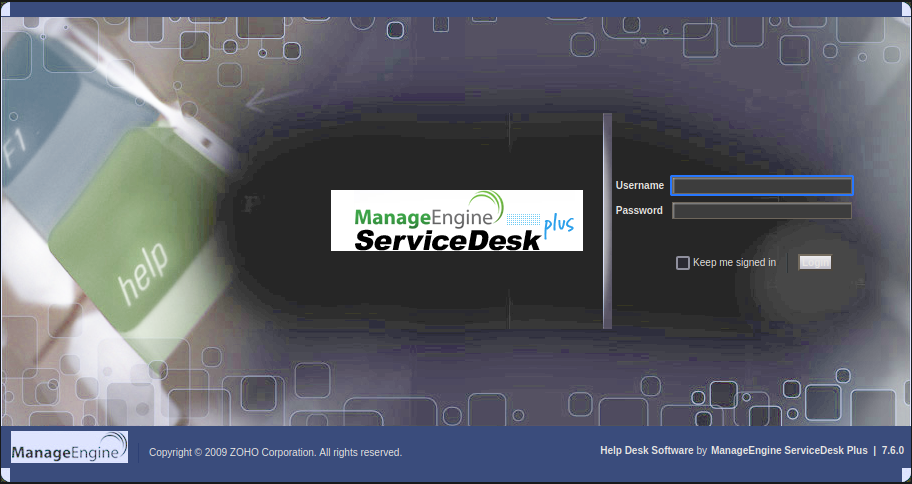 F1
help
ManageEngine
ServiceDesk plus
Username
Password
Keep me signed in
Login
ManageEngine
Copyright © 2009 ZOHO Corporation. All rights reserved.
Help Desk Software by ManageEngine ServiceDesk Plus | 7.6.0